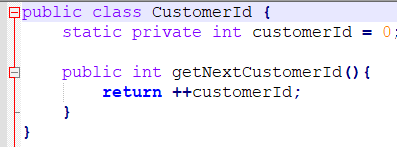 public class CustomerId {
    static private int customerId = 0;
    public int getNextCustomerId(){
        return ++customerId;
    }
}